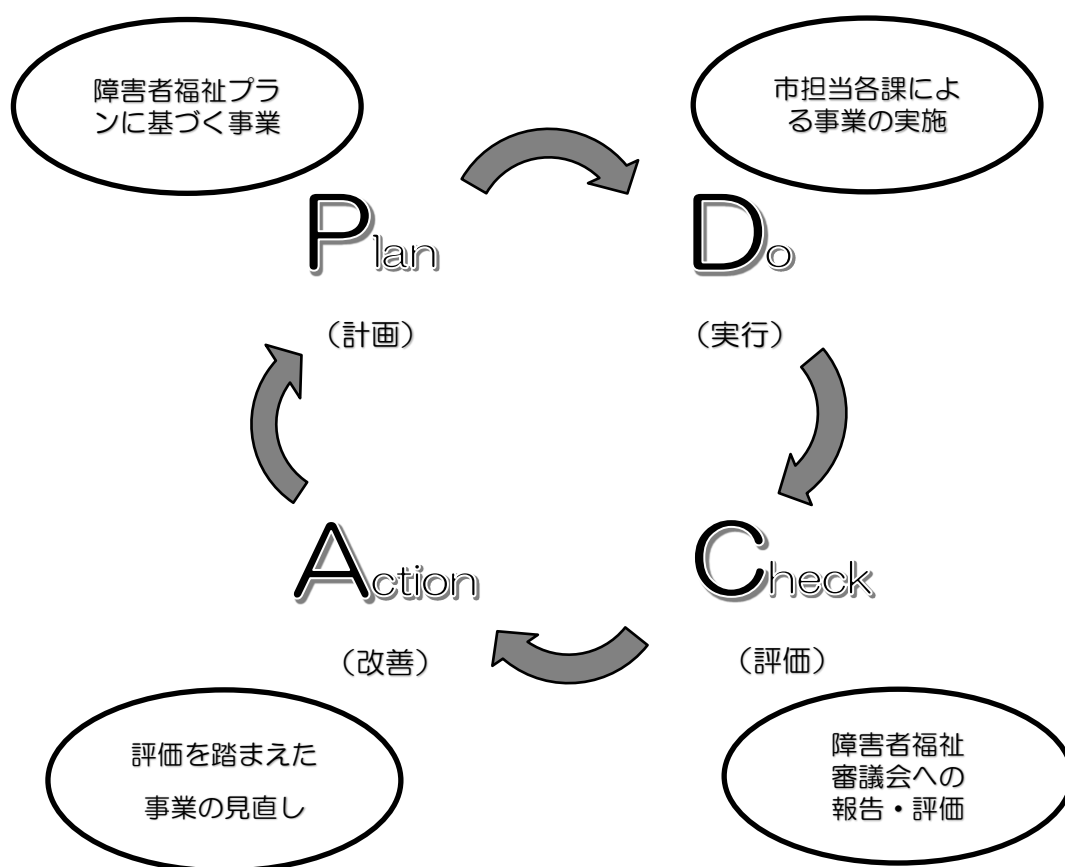 障害者福祉プラ
ンに基づく事業
市担当各課によ
る事業の実施
Plan
Do
（計画）
（実行）
Action
Check
（改善）
（評価）
評価を踏まえた
事業の見直し
障害者福祉
審議会への
報告・評価